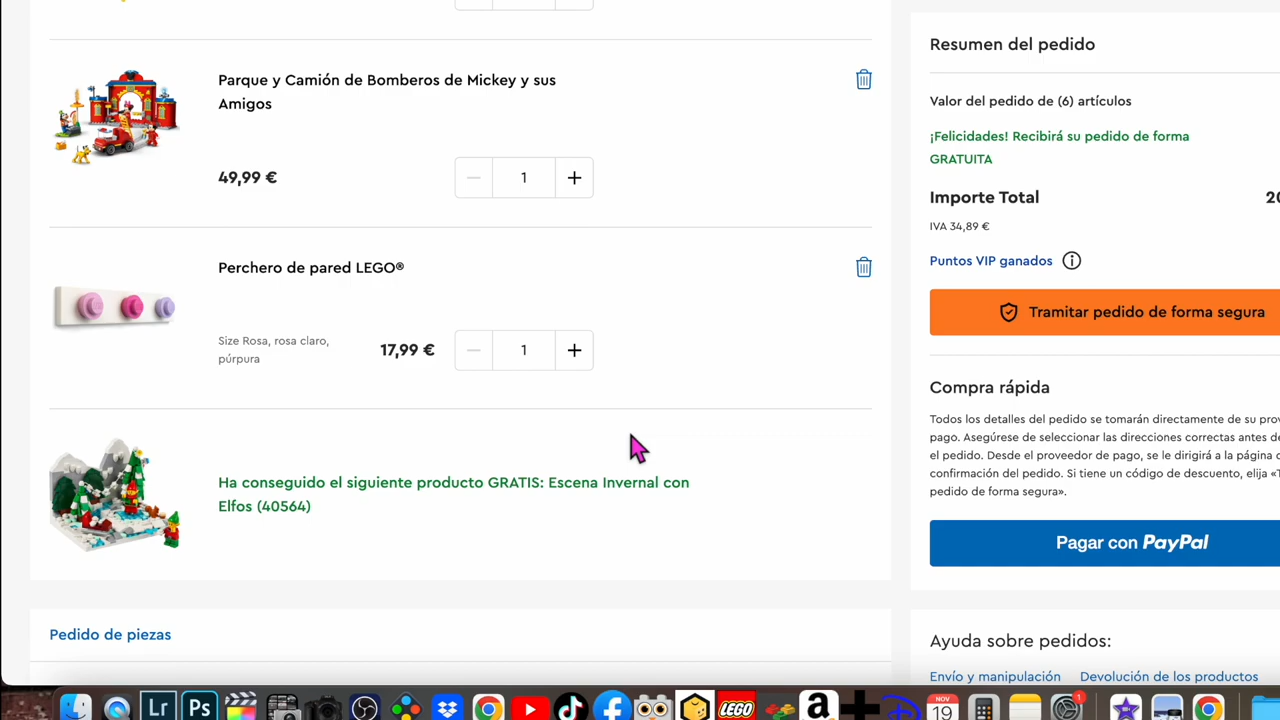 Parque y Camión de Bomberos de Mickey y sus
Amigos
49,99 €
1
Perchero de pared LEGO®
Size Rosa, rosa claro,
púrpura
17,99 €
1
Ha conseguido el siguiente producto GRATIS: Escena Invernal con
Elfos (40564)
Pedido de piezas
Resumen del pedido
Valor del pedido de (6) artículos
¡Felicidades! Recibirá su pedido de forma
GRATUITA
Importe Total
IVA 34,89 €
Puntos VIP ganados
Tramitar pedido de forma segura
Compra rápida
Todos los detalles del pedido se tomarán directamente de su
pago. Asegúrese de seleccionar las direcciones correctas antes
el pedido. Desde el proveedor de pago, se le dirigirá a la página
confirmación del pedido. Si tiene un código de descuento, elija
pedido de forma segura».
Pagar con PayPal
Ayuda sobre pedidos:
Envío y manipulación
Devolución de los productos
Lr
Ps
LEGO
a
NOV
19
1